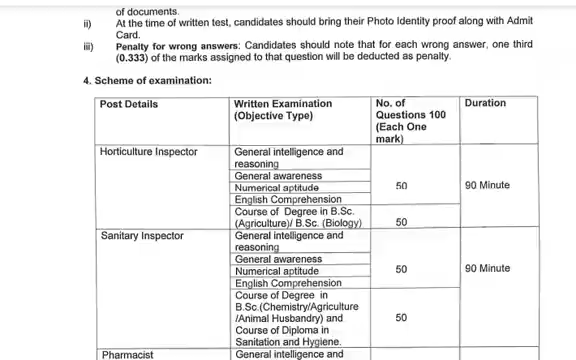 of documents.
ii) At the time of written test, candidates should bring their Photo Identity proof along with Admit
Card.
iii) Penalty for wrong answers: Candidates should note that for each wrong answer, one third
(0.333) of the marks assigned to that question will be deducted as penalty.
4. Scheme of examination:
Post Details Written Examination No. of Duration
(Objective Type) Questions 100
(Each One
mark)
Horticulture Inspector General intelligence and
reasoning
General awareness
Numerical aptitude 50 90 Minute
English Comprehension
Course of Degree in B.Sc.
(Agriculture)/ B.Sc. (Biology) 50
Sanitary Inspector General intelligence and
reasoning
General awareness
Numerical aptitude 50 90 Minute
English Comprehension
Course of Degree in
B.Sc.(Chemistry/Agriculture
/Animal Husbandry) and 50
Course of Diploma in
Sanitation and Hygiene.
Pharmacist General intelligence and